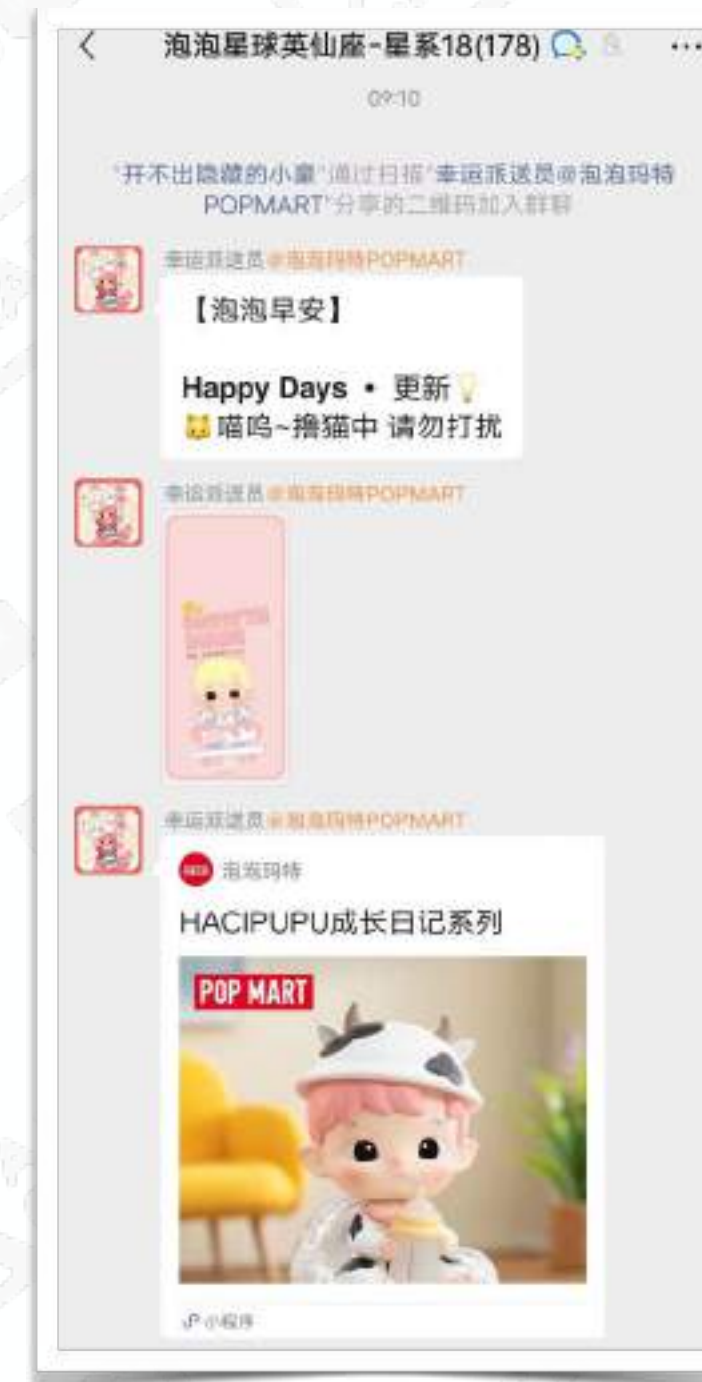 泡泡星球英仙座-星系18(178)
09:10
"开不出隐藏的小童"通过扫描"幸运派送员@泡泡玛特
POPMART"分享的二维码加入群聊
幸运派送员@泡泡玛特POPMART
【泡泡早安】
Happy Days • 更新💡
🐱喵呜~撸猫中 请勿打扰
幸运派送员@泡泡玛特POPMART
幸运派送员@泡泡玛特POPMART
泡泡玛特
HACIPUPU成长日记系列
POP MART
小程序